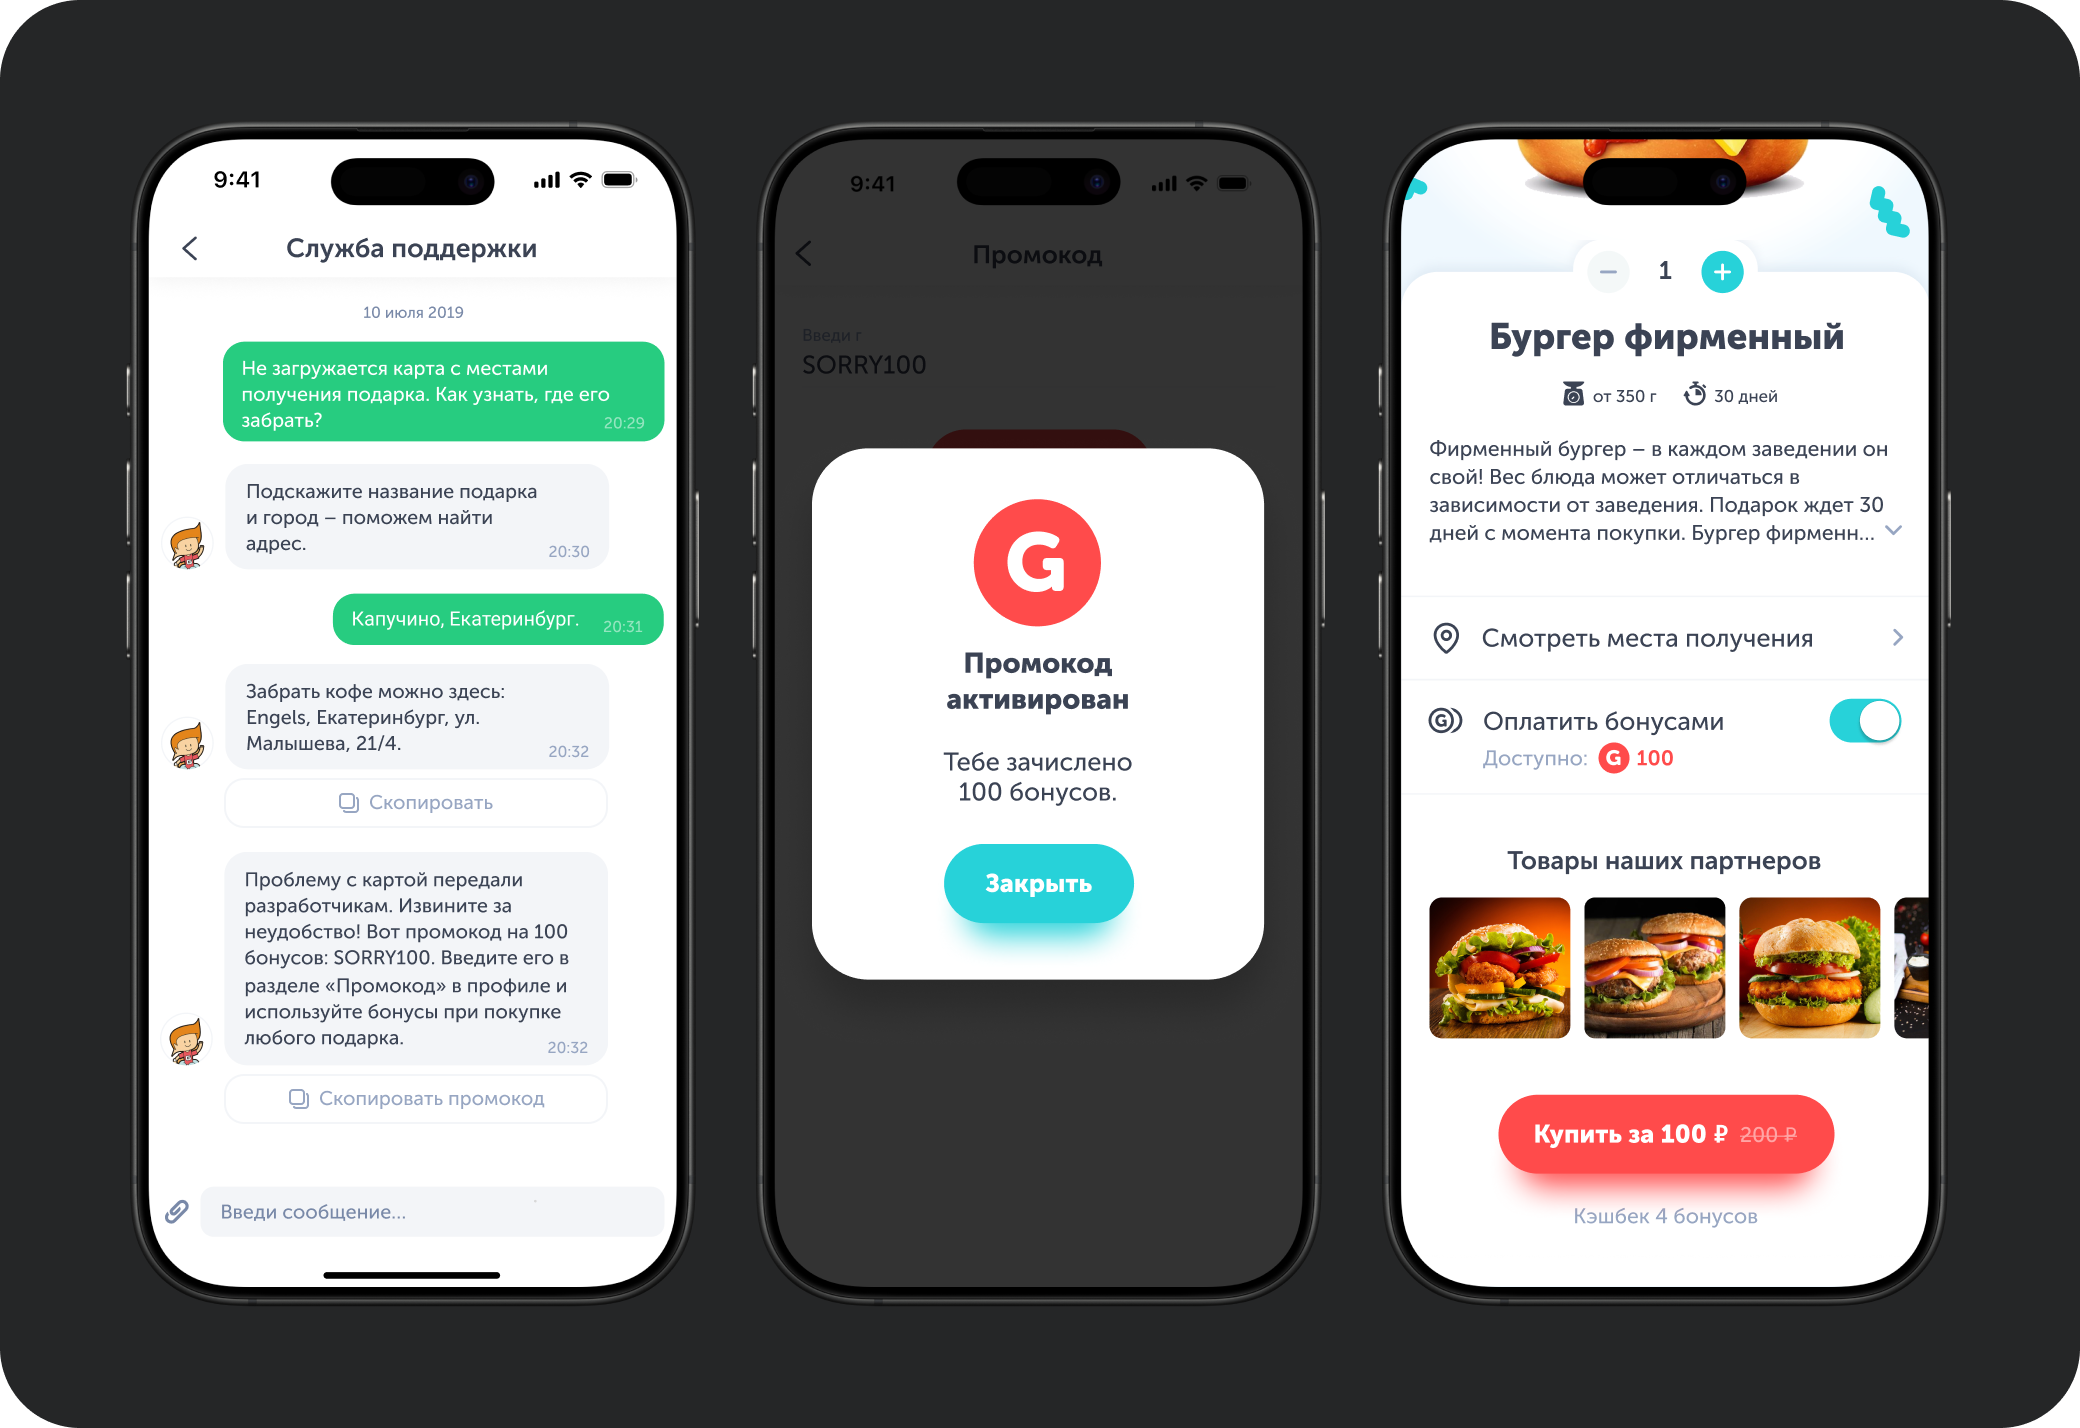 9:41
Служба поддержки
10 июля 2019
Не загружается карта с местами
получения подарка. Как узнать, где его
забрать?
20:29
Подскажите название подарка
и город – поможем найти
адрес.
20:30
Капучино, Екатеринбург.
20:31
Забрать кофе можно здесь:
Engels, Екатеринбург, ул.
Малышева, 21/4.
20:32
Скопировать
Проблему с картой передали
разработчикам. Извините за
неудобство! Вот промокод на 100
бонусов: SORRY100. Введите его в
разделе «Промокод» в профиле и
используйте бонусы при покупке
любого подарка.
20:32
Скопировать промокод
Введи сообщение...
9:41
Промокод
Введи г
SORRY100
G
Промокод
активирован
Тебе зачислено
100 бонусов.
Закрыть
1
Бургер фирменный
от 350 г 30 дней
Фирменный бургер – в каждом заведении он
свой! Вес блюда может отличаться в
зависимости от заведения. Подарок ждет 30
дней с момента покупки. Бургер фирменн...
Смотреть места получения
G Оплатить бонусами
Доступно: G 100
Товары наших партнеров
Купить за 100 ₽ 200 ₽
Кэшбек 4 бонусов